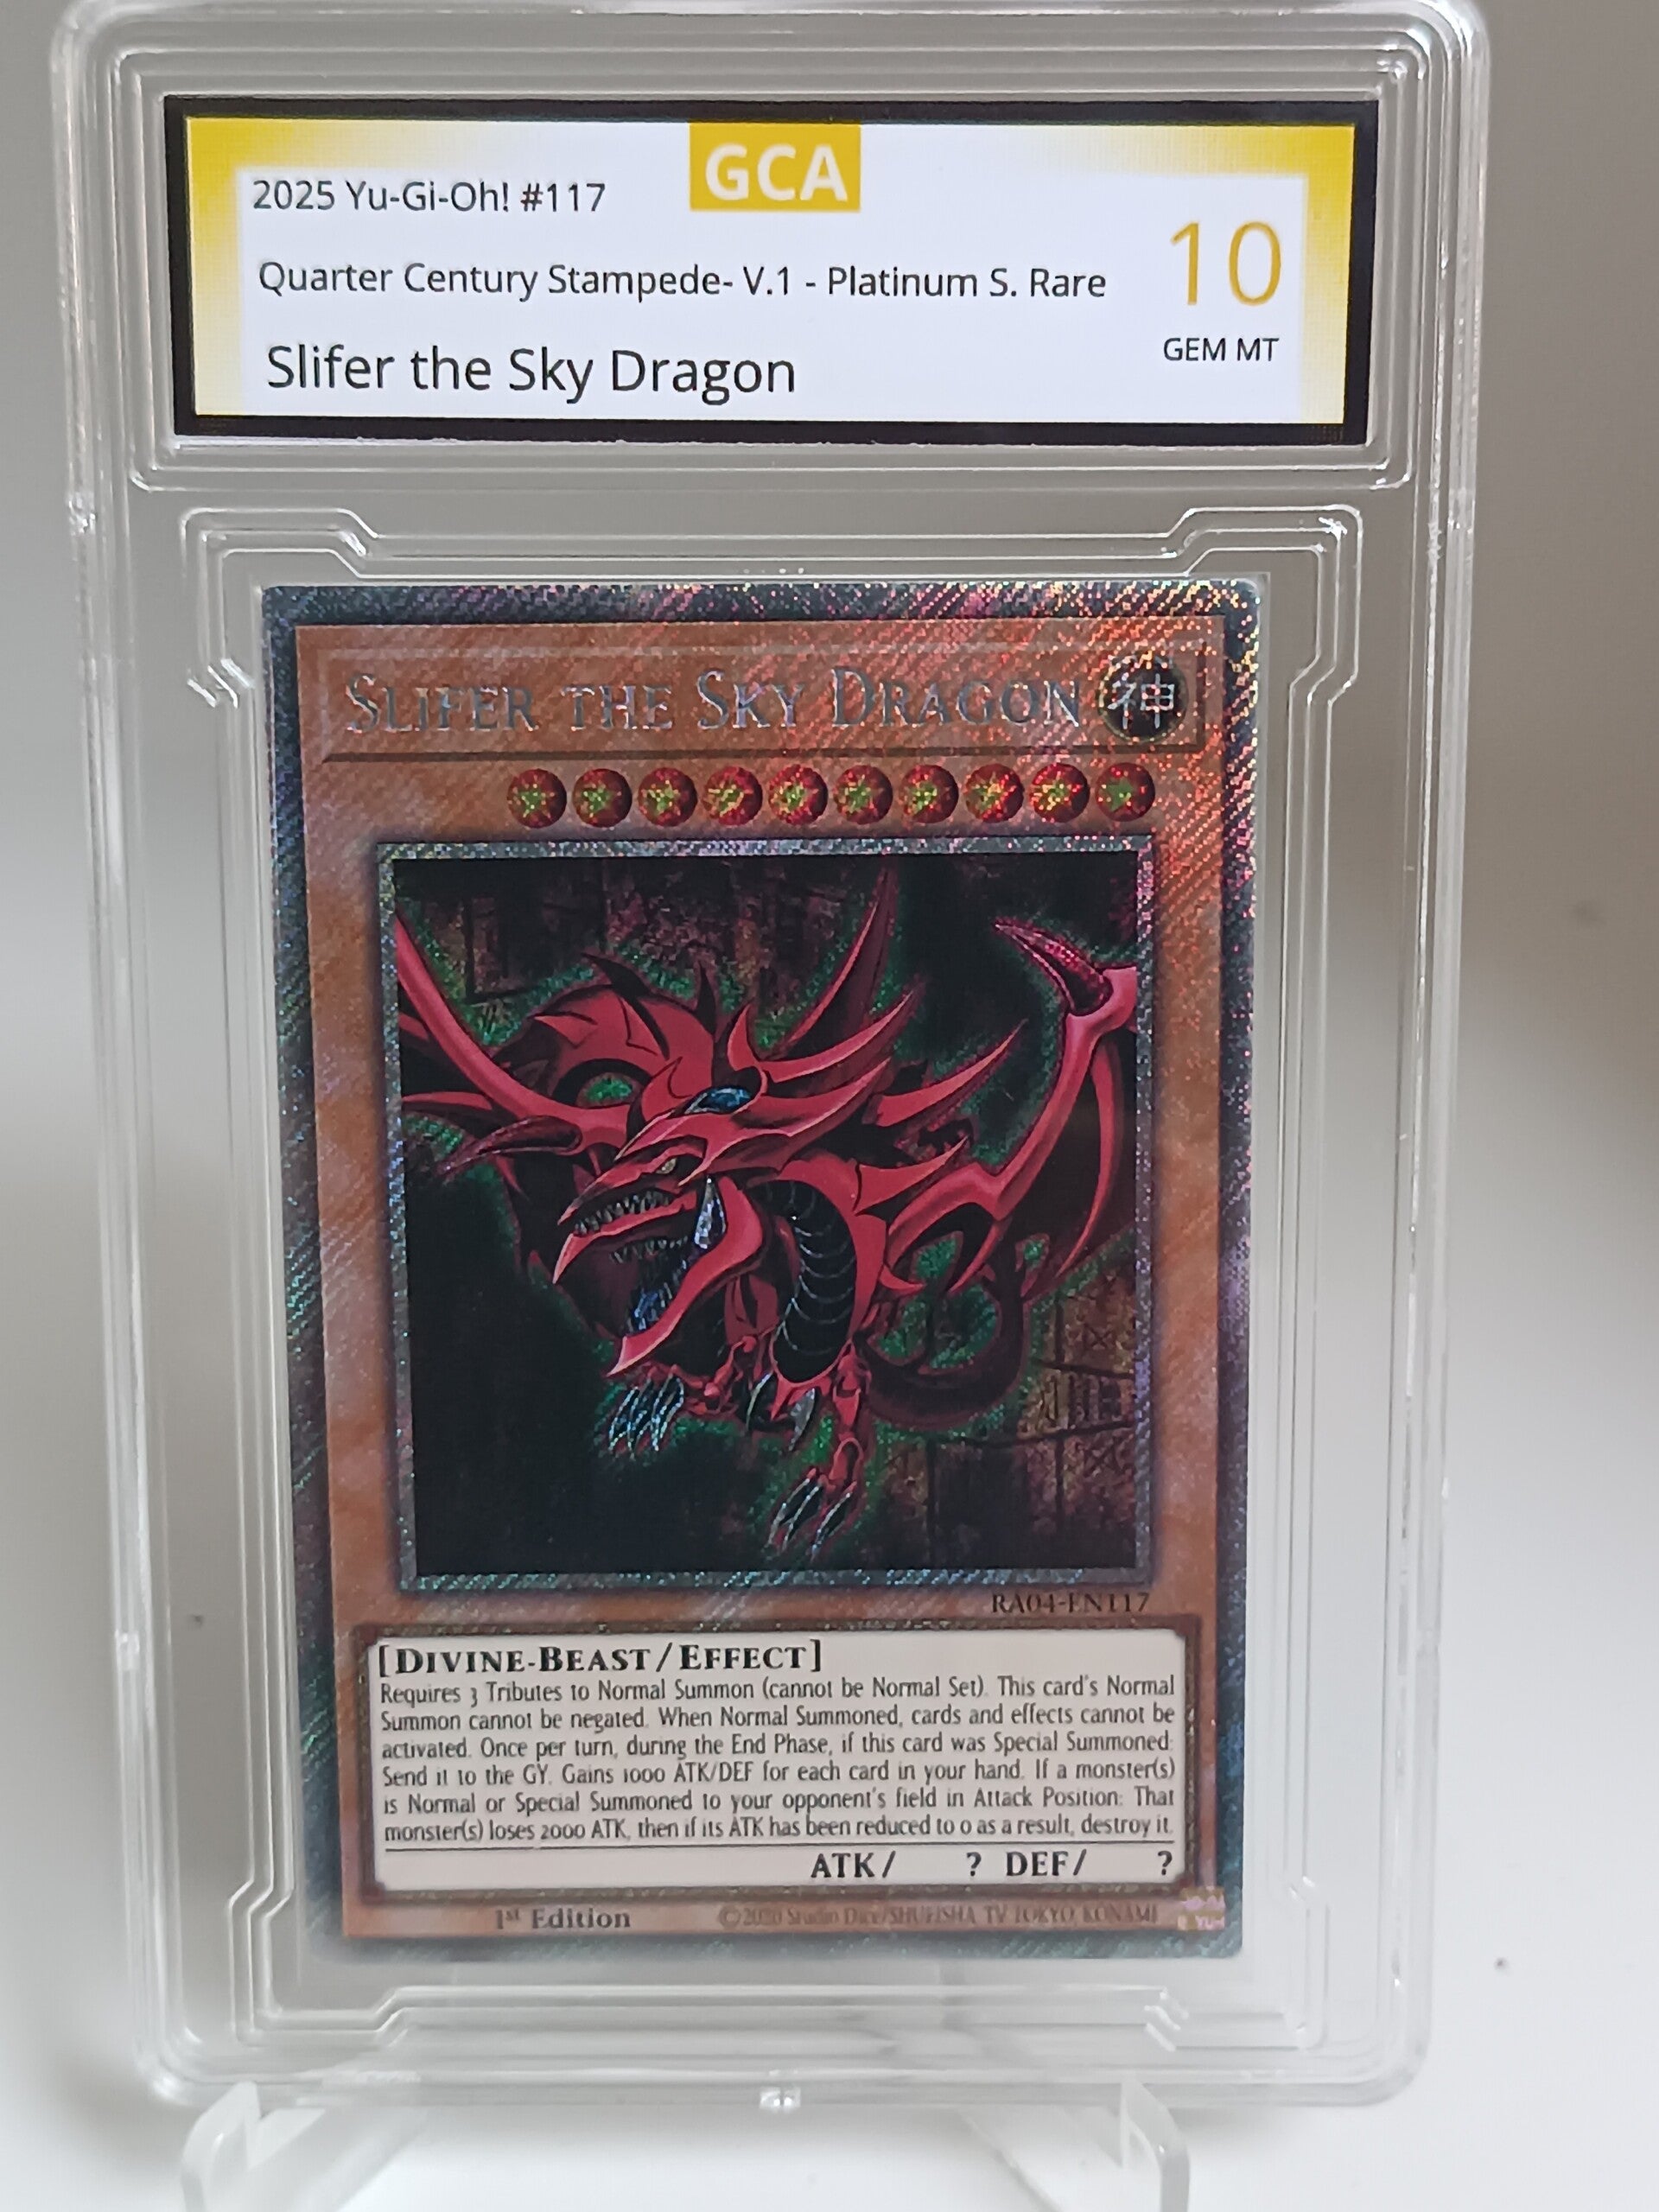 GCA
2025 Yu-Gi-Oh! #117
Quarter Century Stampede- V.1 - Platinum S. Rare
10
GEM MT
Slifer the Sky Dragon
Slifer the Sky Dragon 神
RA04-EN117
[Divine-Beast/Effect]
Requires 3 Tributes to Normal Summon (cannot be Normal Set). This card's Normal
Summon cannot be negated. When Normal Summoned, cards and effects cannot be
activated. Once per turn, during the End Phase, if this card was Special Summoned:
Send it to the GY. Gains 1000 ATK/DEF for each card in your hand. If a monster(s)
is Normal or Special Summoned to your opponent's field in Attack Position: That
monster(s) loses 2000 ATK, then if its ATK has been reduced to 0 as a result, destroy it.
ATK/ ? DEF/ ?
1st Edition
©2020 Studio Dice/SHUEISHA, TV TOKYO, KONAMI